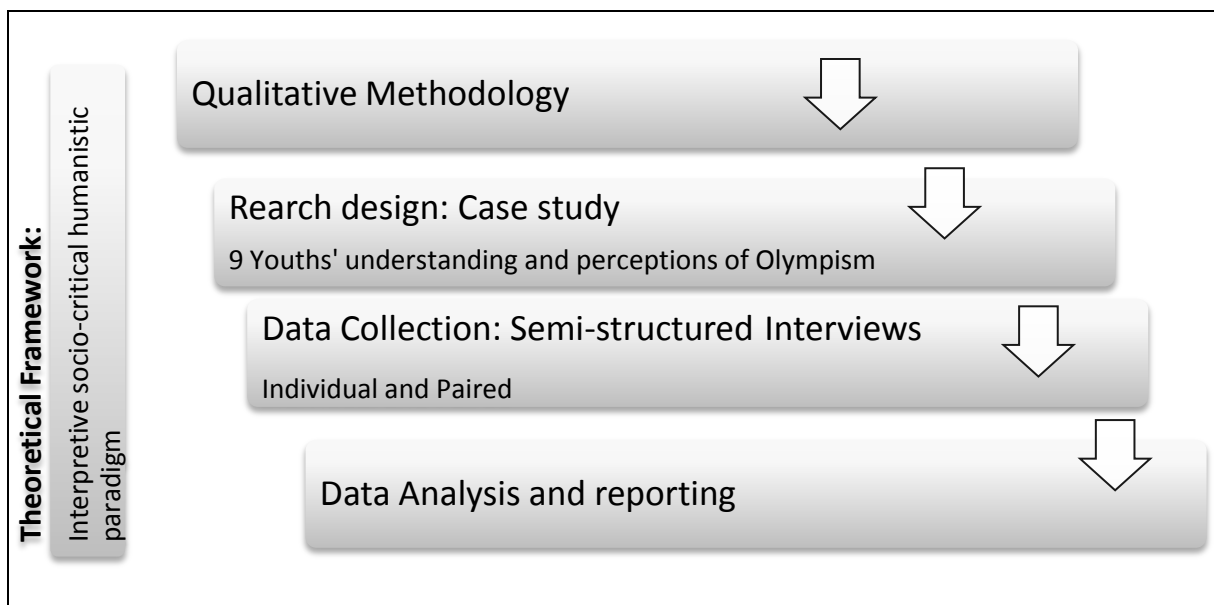 Theoretical Framework:
Interpretive socio-critical humanistic
paradigm
Qualitative Methodology
Rearch design: Case study
9 Youths' understanding and perceptions of Olympism
Data Collection: Semi-structured Interviews
Individual and Paired
Data Analysis and reporting